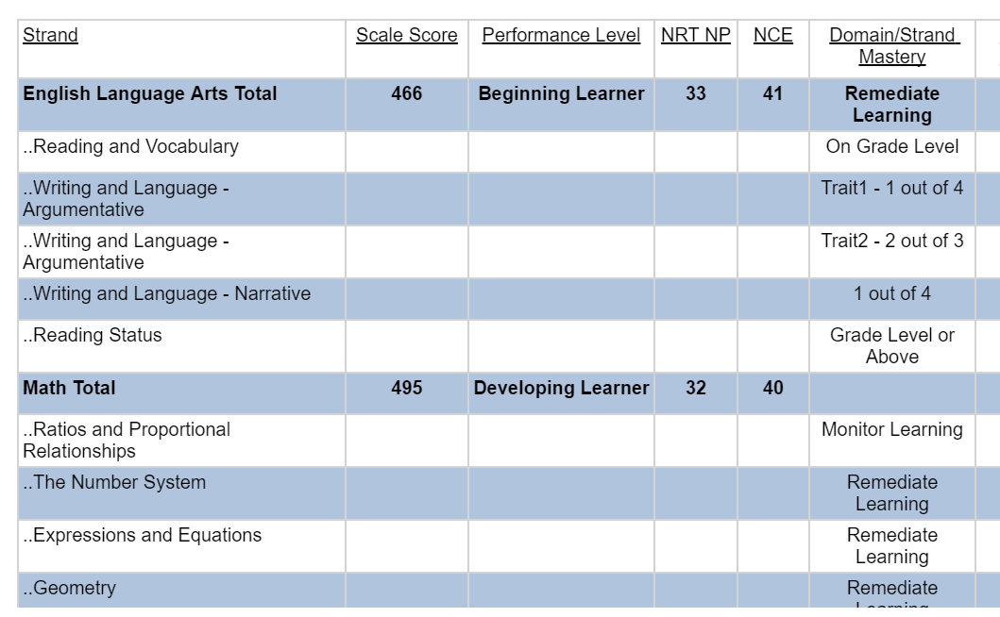 Strand Scale Score Performance Level NRT NP NCE Domain/Strand
Mastery
English Language Arts Total 466 Beginning Learner 33 41 Remediate
Learning
..Reading and Vocabulary On Grade Level
..Writing and Language - Trait1 - 1 out of 4
Argumentative
..Writing and Language - Trait2 - 2 out of 3
Argumentative
..Writing and Language - Narrative 1 out of 4
..Reading Status Grade Level or
Above
Math Total 495 Developing Learner 32 40
..Ratios and Proportional Monitor Learning
Relationships
..The Number System Remediate
Learning
..Expressions and Equations Remediate
Learning
..Geometry Remediate